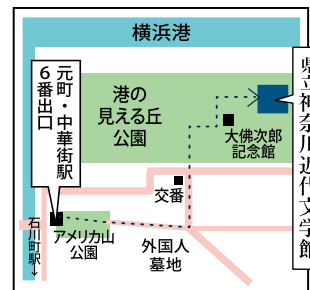 横浜港
元町・中華街駅
6番出口
港の
見える丘
公園
県立神奈川近代文学館
大佛次郎
記念館
交番
石川町駅↓
アメリカ山
公園
外国人
墓地